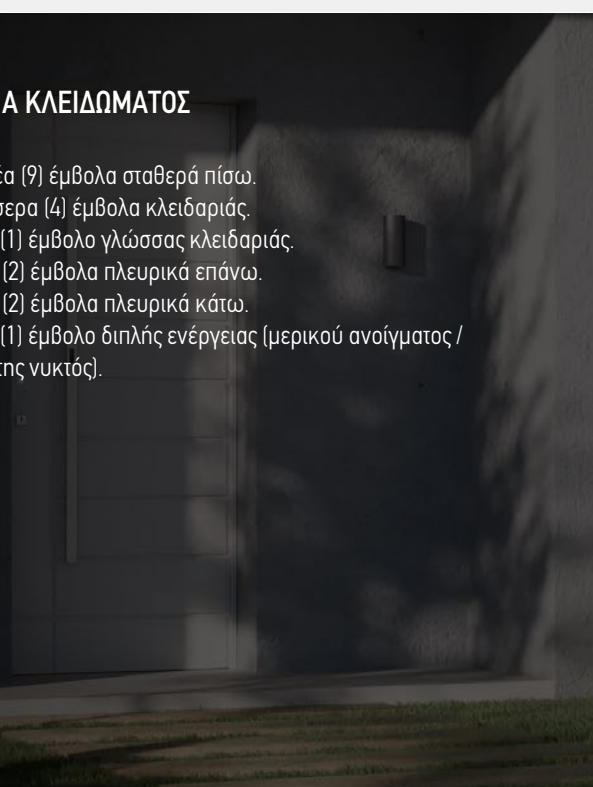 Α ΚΛΕΙΔΩΜΑΤΟΣ
έα (9) έμβολα σταθερά πίσω.
σερα (4) έμβολα κλειδαριάς.
(1) έμβολο γλώσσας κλειδαριάς.
(2) έμβολα πλευρικά επάνω.
(2) έμβολα πλευρικά κάτω.
(1) έμβολο διπλής ενέργειας (μερικού ανοίγματος /
της νυκτός).